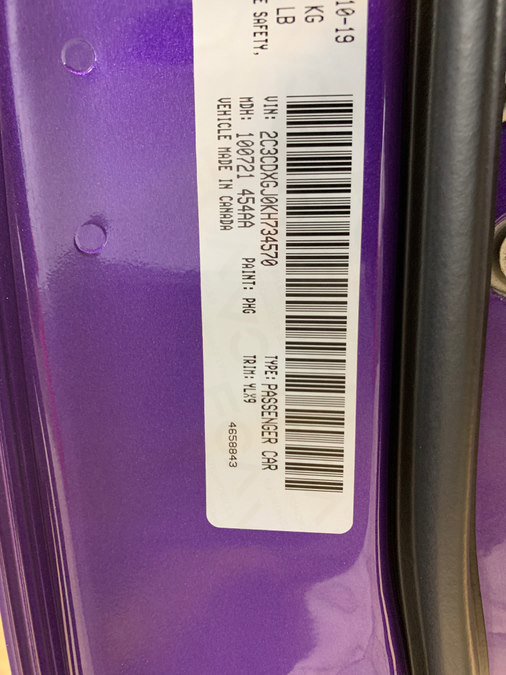 10-19
KG
LB
E SAFETY,
VIN: 2C3CDXGJ0KH734570
TYPE: PASSENGER CAR
MDH: 100721 454AA PAINT: PHG TRIM: YLX9
VEHICLE MADE IN CANADA
4658843